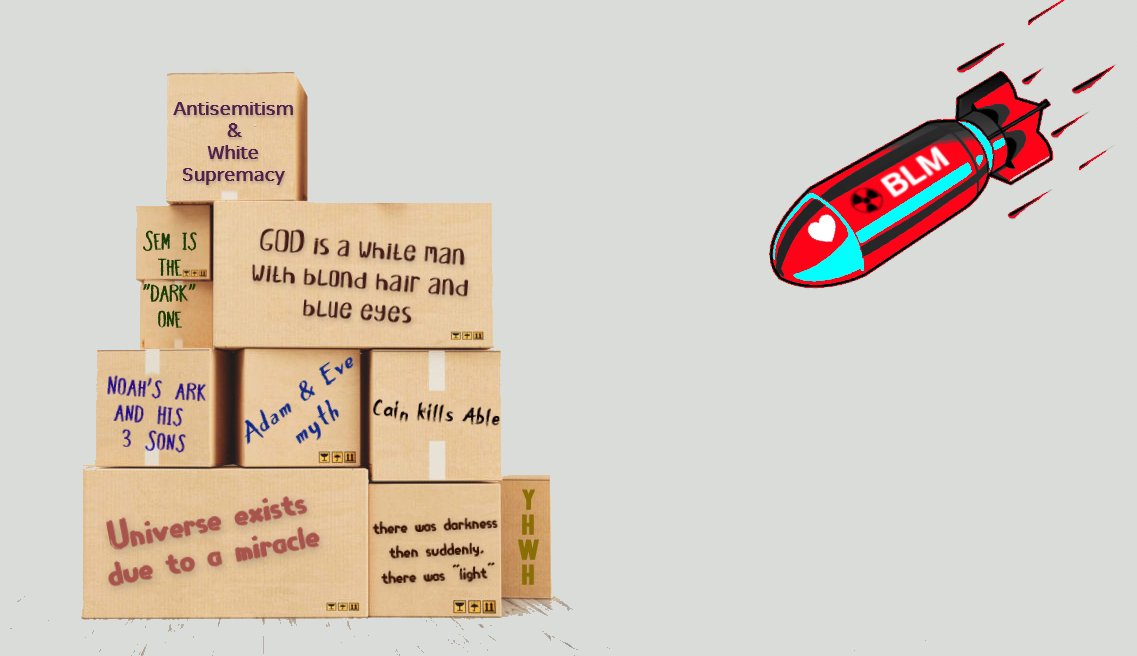 Antisemitism
&
White
Supremacy
SEM IS
THE
"DARK"
ONE
GOD is a White man
With blond hair and
blue eyes
NOAH'S ARK
AND HIS
3 SONS
Adam & Eve
myth
Cain kills Able
Universe exists
due to a miracle
there was darkness
then suddenly,
there was "light"
Y
H
W
H
BLM